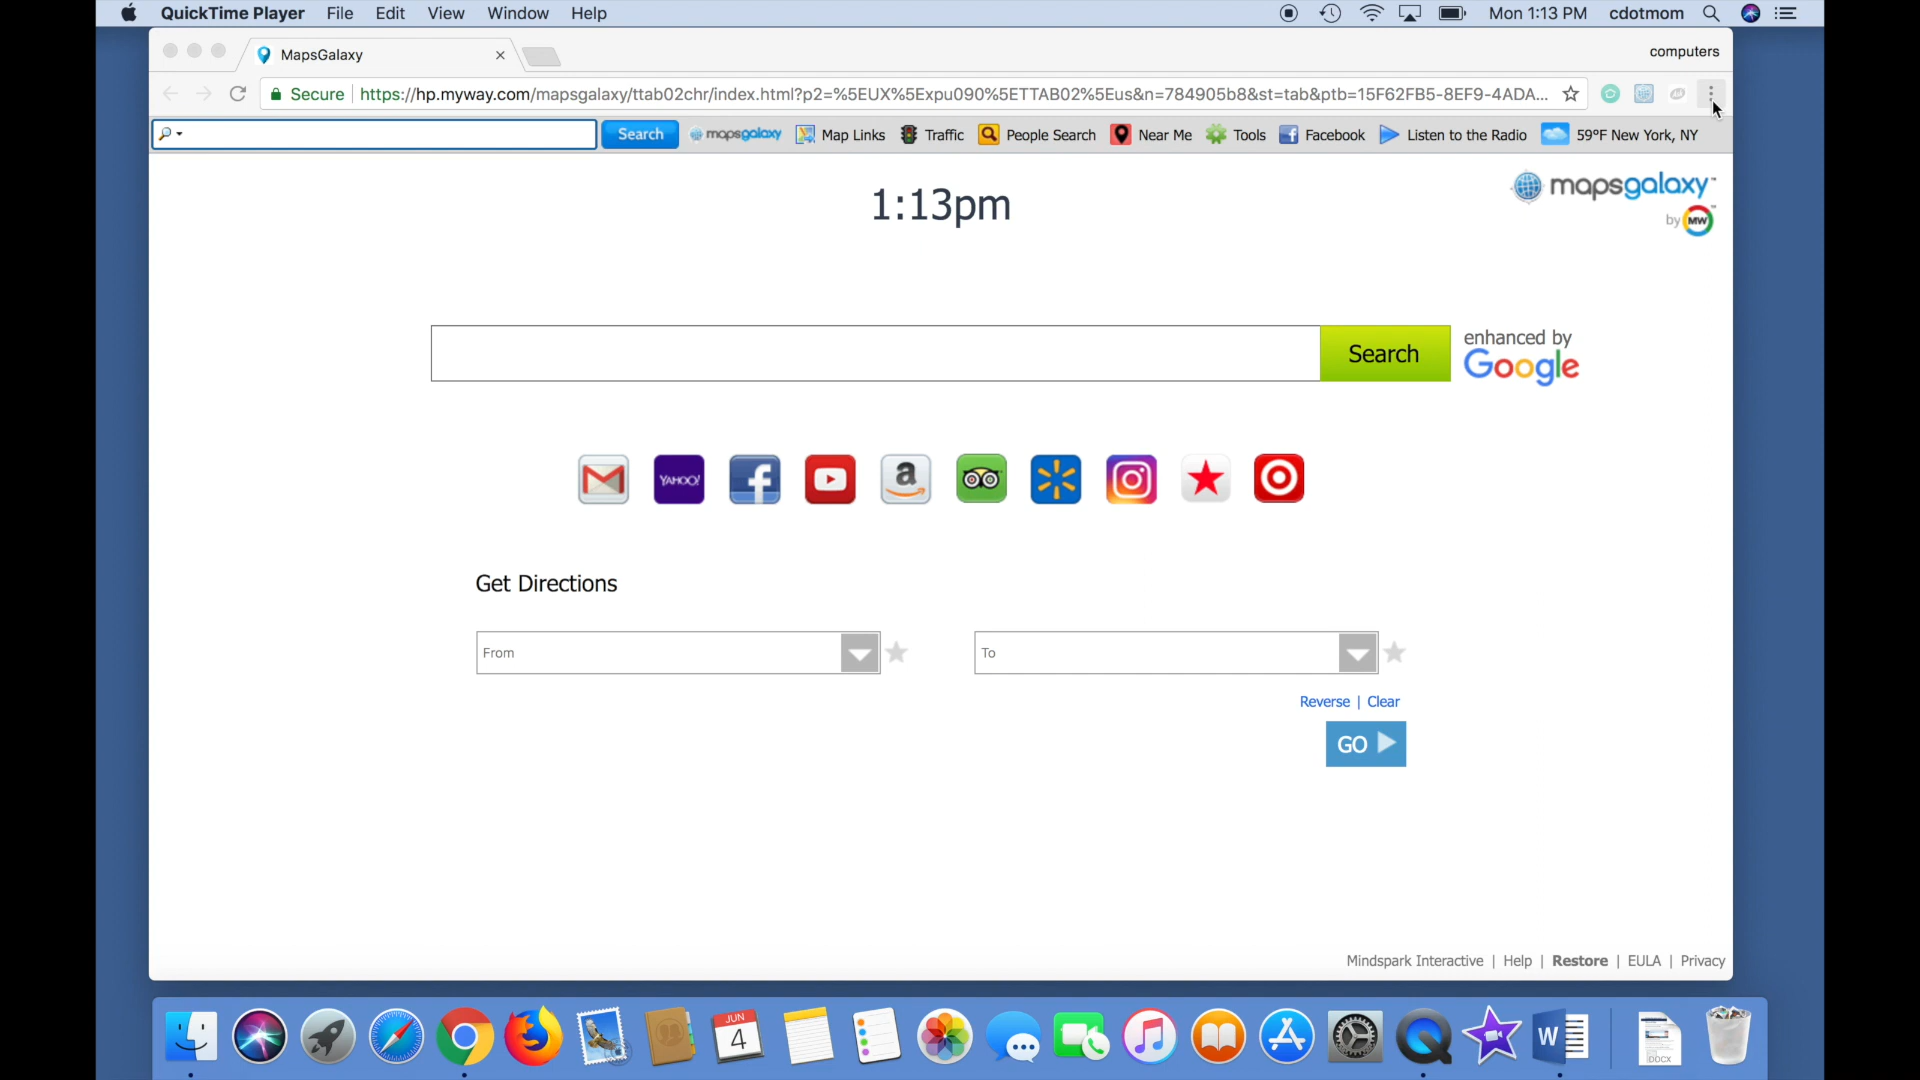 QuickTime Player File Edit View Window Help Mon 1:13 PM cdotmom
MapsGalaxy × computers
Secure | https://hp.myway.com/mapsgalaxy/ttab02chr/index.html?p2=%5EUX%5Expu090%5ETTAB02%5Eus&n=784905b8&st=tab&ptb=15F62FB5-8EF9-4ADA...
Search mapsgalaxy Map Links Traffic People Search Near Me Tools Facebook Listen to the Radio 59°F New York, NY
1:13pm
mapsgalaxy™
by MW™
Search
enhanced by
Google
YAHOO!
Get Directions
From To
Reverse | Clear
GO
Mindspark Interactive | Help | Restore | EULA | Privacy
JUN
4
W
DOCX